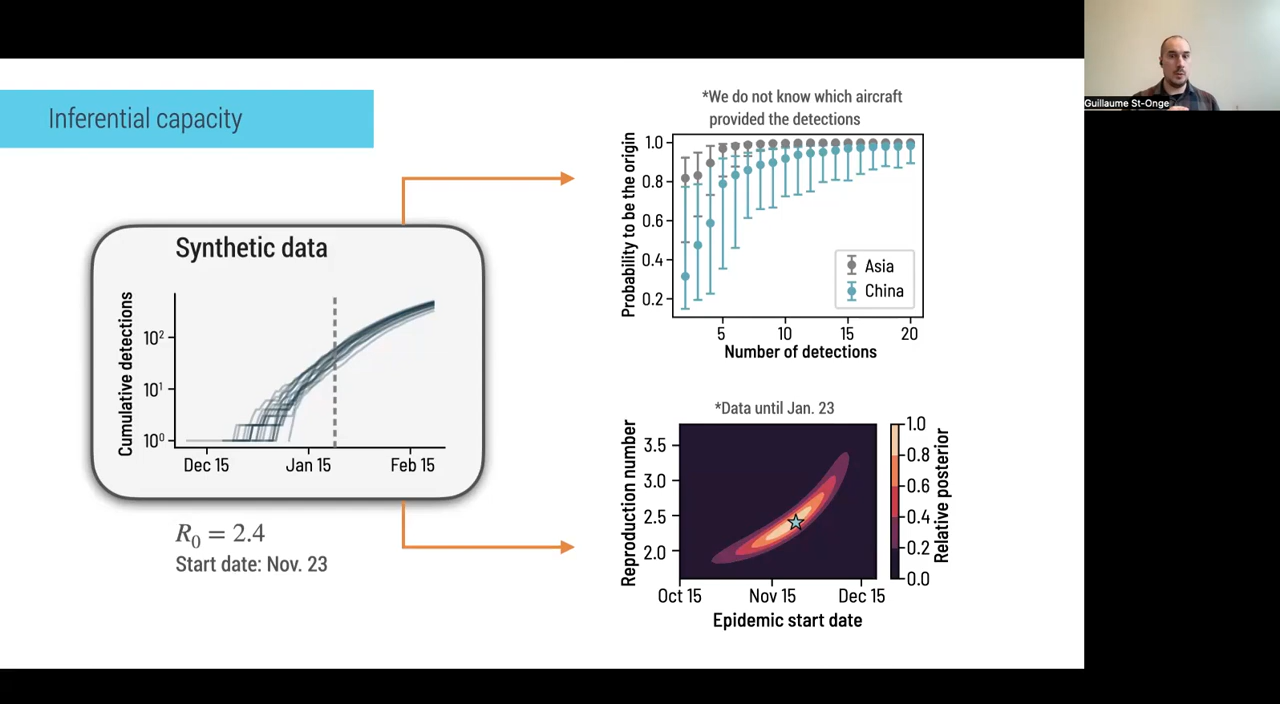 Inferential capacity
Synthetic data
Cumulative detections
10²
10¹
10⁰
Dec 15
Jan 15
Feb 15
R₀ = 2.4
Start date: Nov. 23
*We do not know which aircraft
provided the detections
Probability to be the origin
1.0
0.8
0.6
0.4
0.2
Asia
China
5
10
15
20
Number of detections
*Data until Jan. 23
Reproduction number
3.5
3.0
2.5
2.0
Oct 15
Nov 15
Dec 15
Epidemic start date
1.0
0.8
0.6
0.4
0.2
0.0
Relative posterior
Guillaume St-Onge